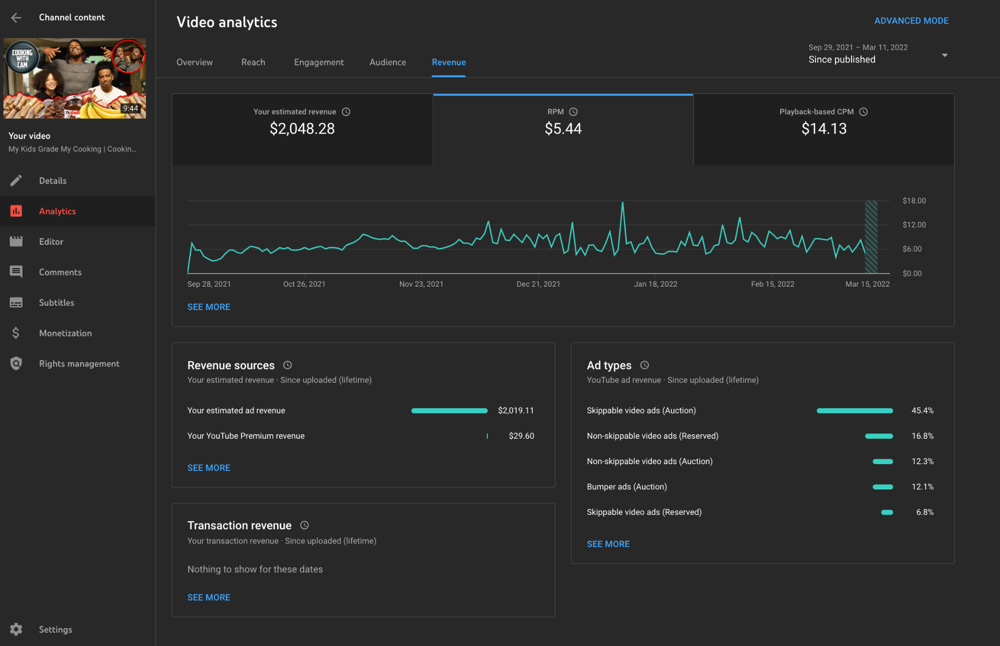 Channel content
COOKING
WITH
CAM
nutell
9:44
Your video
My Kids Grade My Cooking | Cookin...
Details
Analytics
Editor
Comments
Subtitles
Monetization
Rights management
Settings
Video analytics
ADVANCED MODE
Overview
Reach
Engagement
Audience
Revenue
Sep 29, 2021 – Mar 11, 2022
Since published
Your estimated revenue
$2,048.28
RPM
$5.44
Playback-based CPM
$14.13
$18.00
$12.00
$6.00
$0.00
Sep 28, 2021
Oct 26, 2021
Nov 23, 2021
Dec 21, 2021
Jan 18, 2022
Feb 15, 2022
Mar 15, 2022
SEE MORE
Revenue sources
Your estimated revenue · Since uploaded (lifetime)
Your estimated ad revenue $2,019.11
Your YouTube Premium revenue $29.60
SEE MORE
Transaction revenue
Your transaction revenue · Since uploaded (lifetime)
Nothing to show for these dates
SEE MORE
Ad types
YouTube ad revenue · Since uploaded (lifetime)
Skippable video ads (Auction) 45.4%
Non-skippable video ads (Reserved) 16.8%
Non-skippable video ads (Auction) 12.3%
Bumper ads (Auction) 12.1%
Skippable video ads (Reserved) 6.8%
SEE MORE